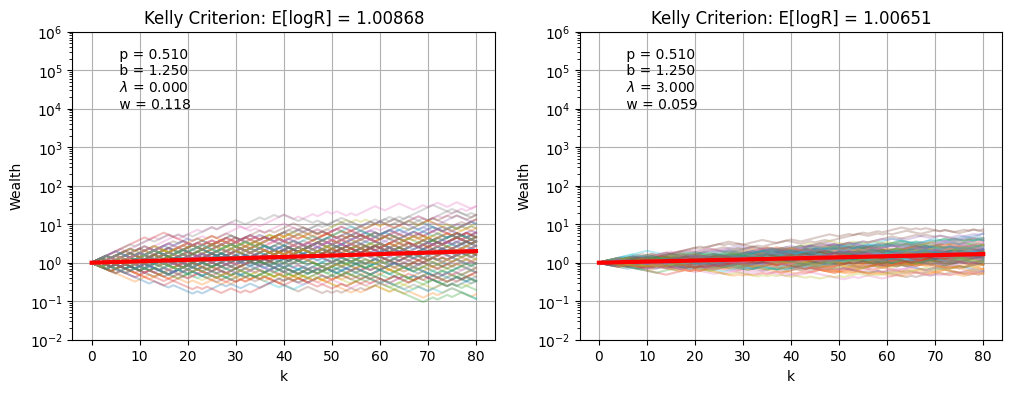 Kelly Criterion: E[logR] = 1.00868
10⁶
10⁵
10⁴
10³
10²
10¹
10⁰
10⁻¹
10⁻²
Wealth
p = 0.510
b = 1.250
λ = 0.000
w = 0.118
0 10 20 30 40 50 60 70 80
k
Kelly Criterion: E[logR] = 1.00651
10⁶
10⁵
10⁴
10³
10²
10¹
10⁰
10⁻¹
10⁻²
Wealth
p = 0.510
b = 1.250
λ = 3.000
w = 0.059
0 10 20 30 40 50 60 70 80
k